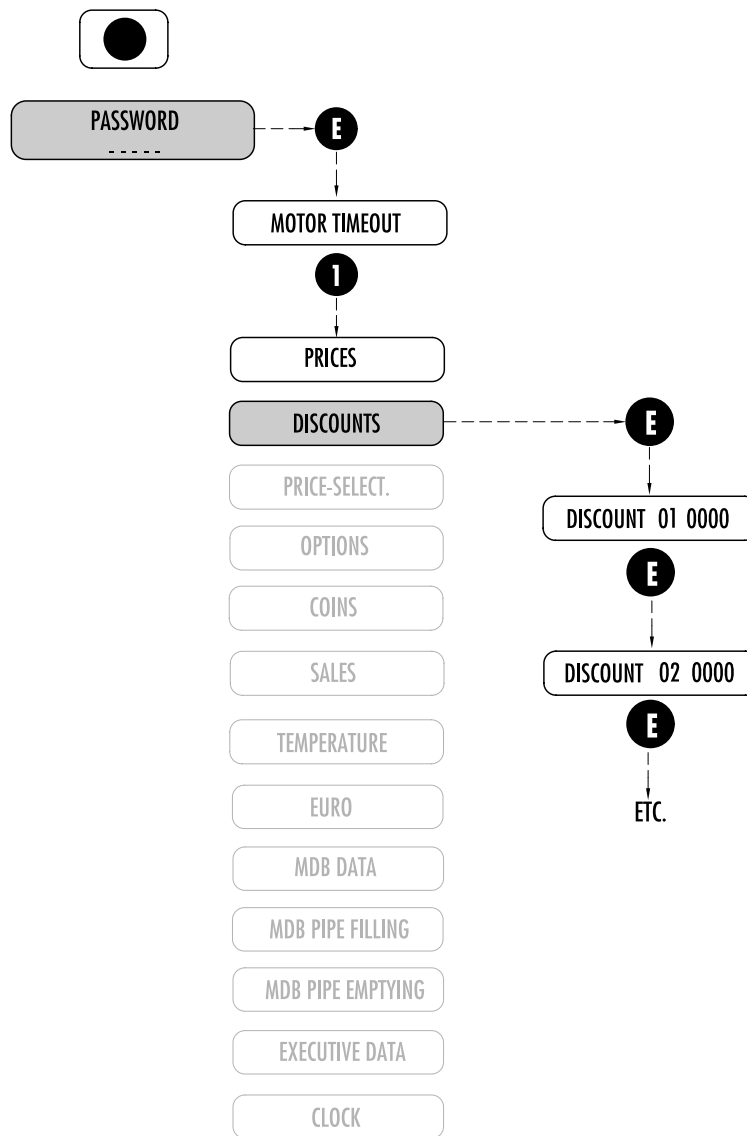 PASSWORD
- - - - -
E
MOTOR TIMEOUT
1
PRICES
DISCOUNTS
E
PRICE-SELECT.
DISCOUNT 01 0000
OPTIONS
E
COINS
SALES
DISCOUNT 02 0000
E
TEMPERATURE
EURO
ETC.
MDB DATA
MDB PIPE FILLING
MDB PIPE EMPTYING
EXECUTIVE DATA
CLOCK